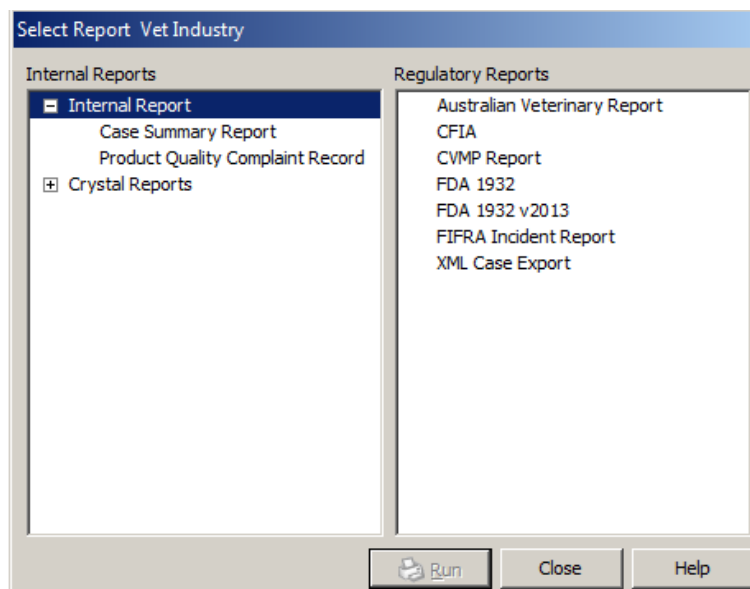 Select Report  Vet Industry
Internal Reports
Internal Report
Case Summary Report
Product Quality Complaint Record
Crystal Reports
Regulatory Reports
Australian Veterinary Report
CFIA
CVMP Report
FDA 1932
FDA 1932 v2013
FIFRA Incident Report
XML Case Export
Run
Close
Help